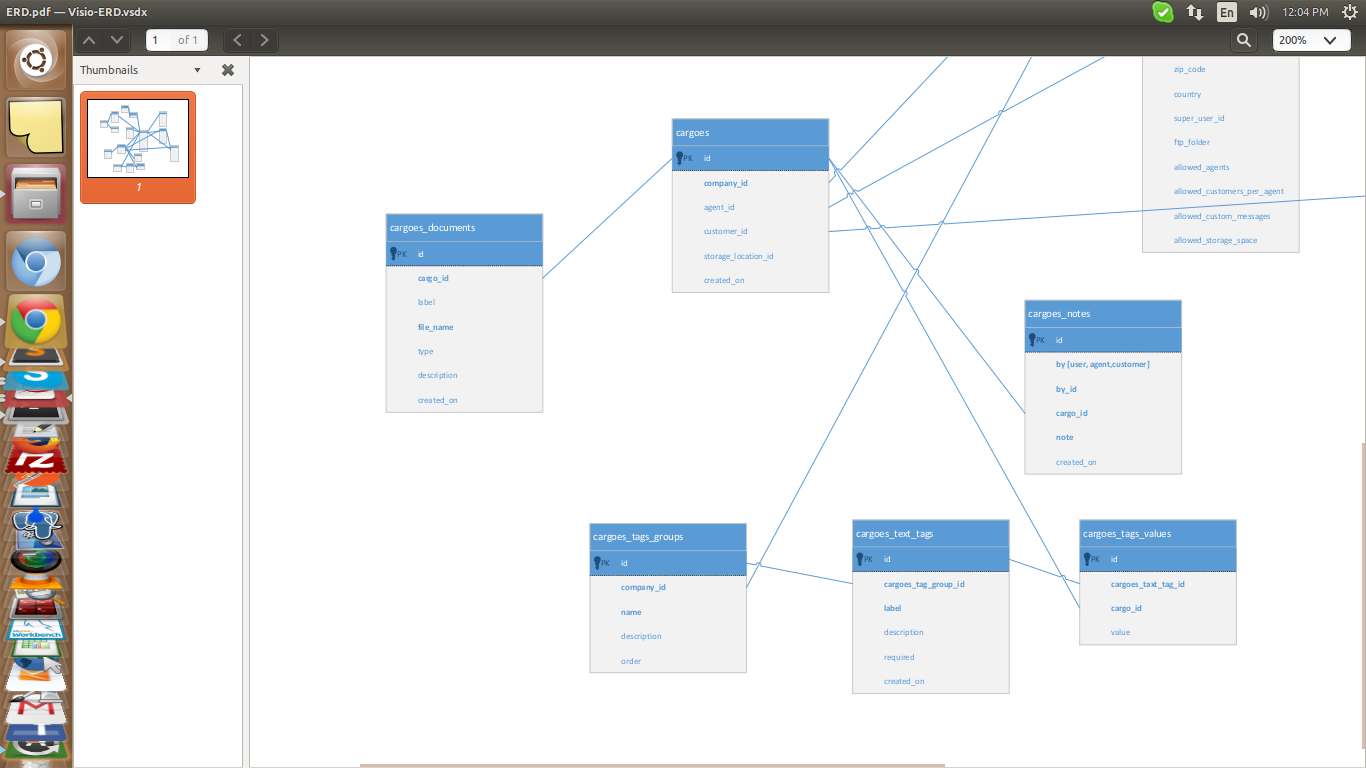 ERD.pdf — Visio-ERD.vsdx
En
12:04 PM
1 of 1
200%
Thumbnails
1
zip_code
country
super_user_id
ftp_folder
allowed_agents
allowed_customers_per_agent
allowed_custom_messages
allowed_storage_space
cargoes
PK id
company_id
agent_id
customer_id
storage_location_id
created_on
cargoes_documents
PK id
cargo_id
label
file_name
type
description
created_on
cargoes_notes
PK id
by [user, agent,customer]
by_id
cargo_id
note
created_on
cargoes_tags_groups
PK id
company_id
name
description
order
cargoes_text_tags
PK id
cargoes_tag_group_id
label
description
required
created_on
cargoes_tags_values
PK id
cargoes_taxt_tag_id
cargo_id
value
Workbench